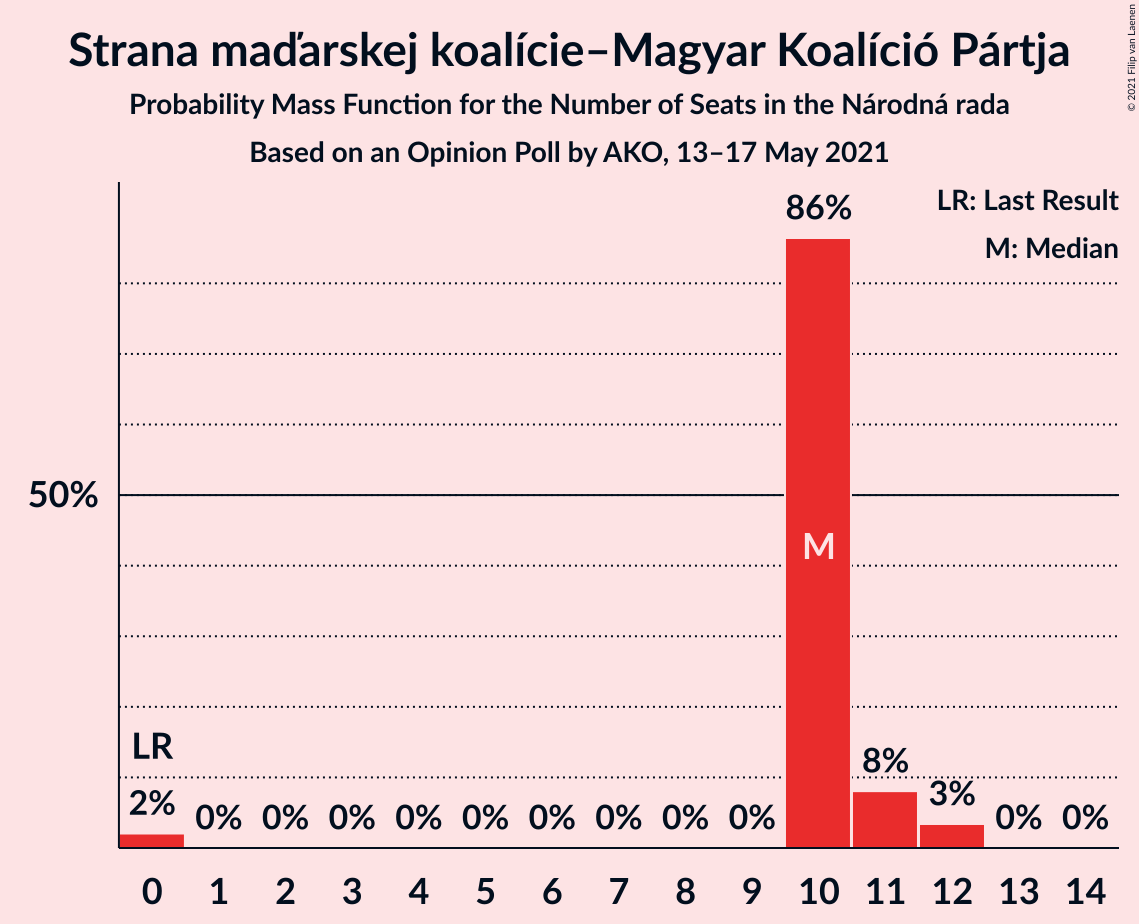 Strana maďarskej koalície–Magyar Koalíció Pártja
Probability Mass Function for the Number of Seats in the Národná rada
Based on an Opinion Poll by AKO, 13–17 May 2021
© 2021 Filip van Laenen
LR: Last Result
M: Median
86%
50%
M
LR
2% 0% 0% 0% 0% 0% 0% 0% 0% 0% 8% 3% 0% 0%
0 1 2 3 4 5 6 7 8 9 10 11 12 13 14